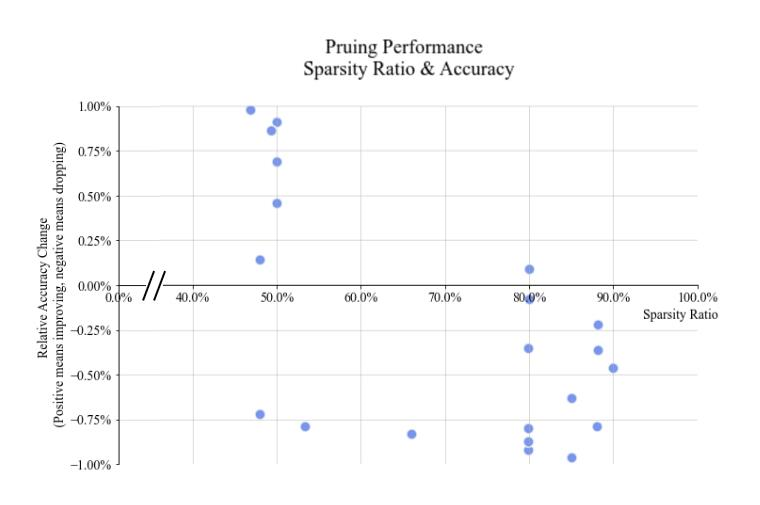 Pruing Performance
Sparsity Ratio & Accuracy
Relative Accuracy Change
(Positive means improving, negative means dropping)
1.00%
0.75%
0.50%
0.25%
0.00%
−0.25%
−0.50%
−0.75%
−1.00%
0.0% 40.0% 50.0% 60.0% 70.0% 80.0% 90.0% 100.0%
Sparsity Ratio